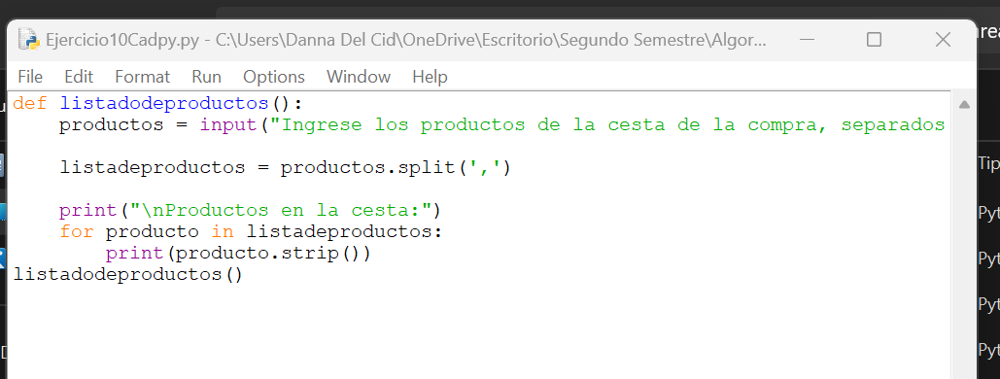 Ejercicio10Cadpy.py - C:\Users\Danna Del Cid\OneDrive\Escritorio\Segundo Semestre\Algor...
File Edit Format Run Options Window Help
def listadodeproductos():
    productos = input("Ingrese los productos de la cesta de la compra, separados
    listadeproductos = productos.split(',')
    print("\nProductos en la cesta:")
    for producto in listadeproductos:
        print(producto.strip())
listadodeproductos()
Tip
Pyt
Pyt
Pyt
Pyt